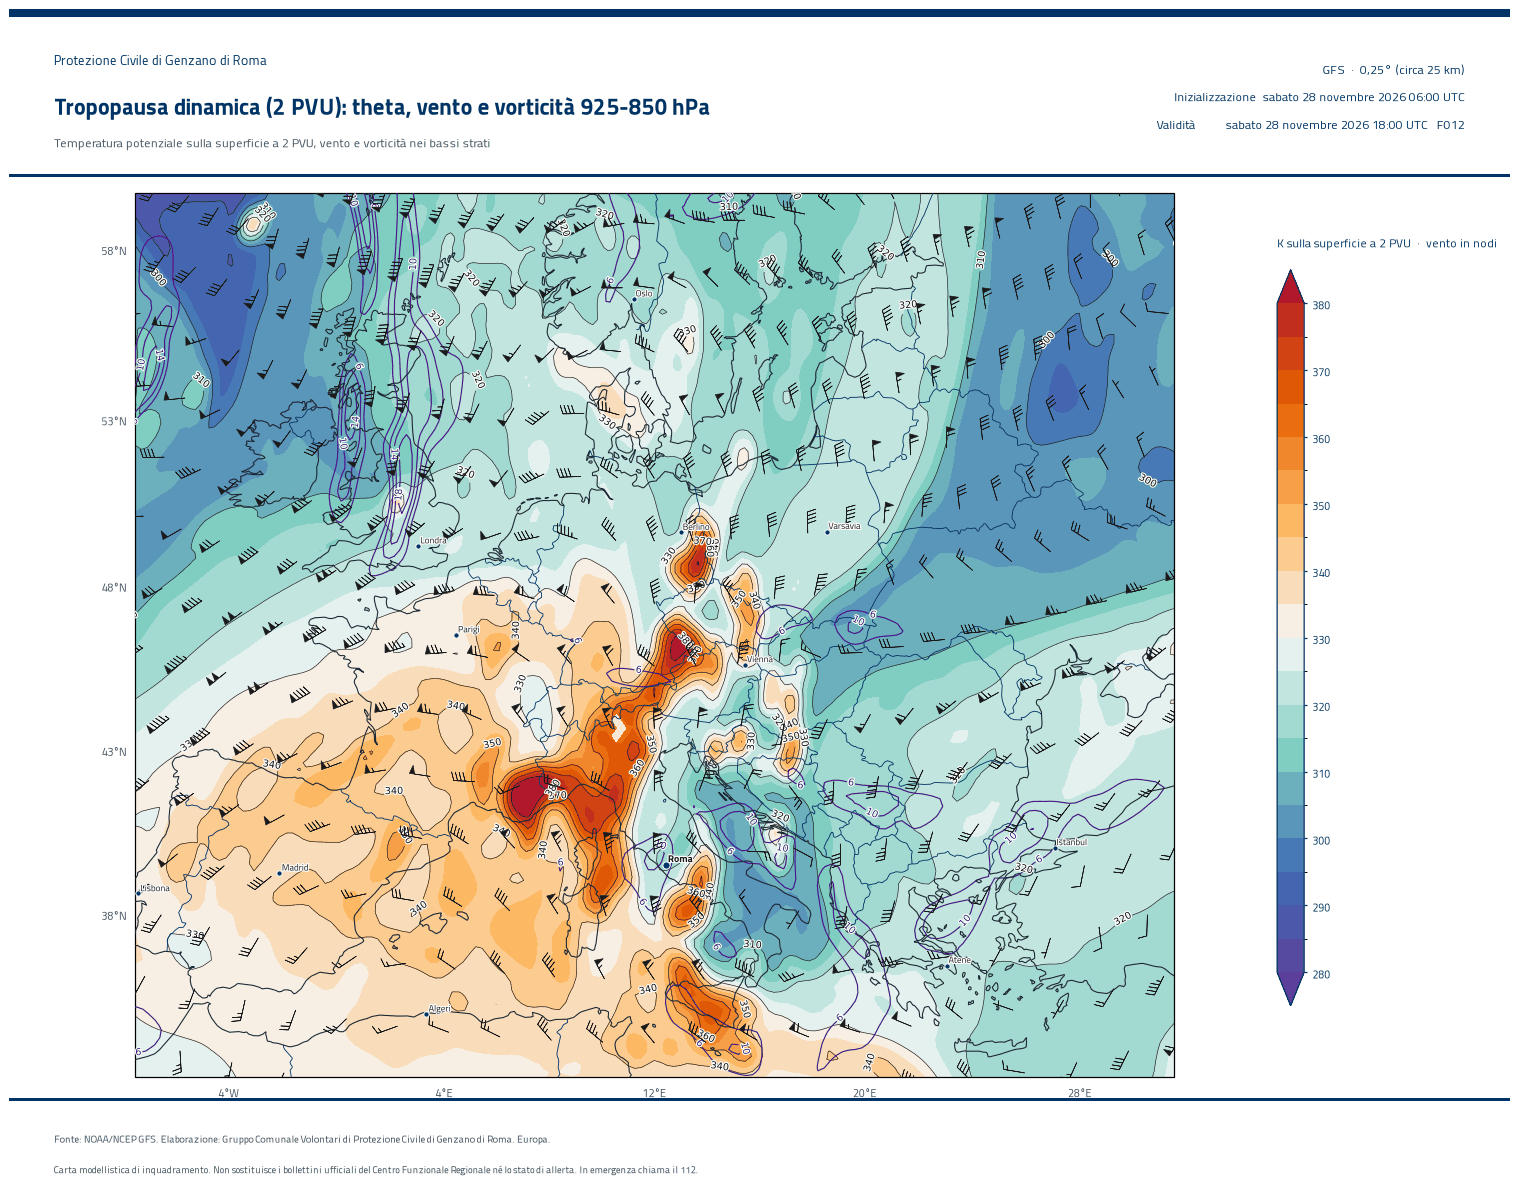 Protezione Civile di Genzano di Roma
Tropopausa dinamica (2 PVU): theta, vento e vorticità 925-850 hPa
Temperatura potenziale sulla superficie a 2 PVU, vento e vorticità nei bassi strati
GFS · 0,25° (circa 25 km)
Inizializzazione sabato 28 novembre 2026 06:00 UTC
Validità sabato 28 novembre 2026 18:00 UTC F012
K sulla superficie a 2 PVU · vento in nodi
380
370
360
350
340
330
320
310
300
290
280
58°N
53°N
48°N
43°N
38°N
4°W
4°E
12°E
20°E
28°E
Oslo
Berlino
Varsavia
Londra
Parigi
Vienna
Madrid
Lisbona
Roma
Istanbul
Atene
Algeri
Fonte: NOAA/NCEP GFS. Elaborazione: Gruppo Comunale Volontari di Protezione Civile di Genzano di Roma. Europa.
Carta modellistica di inquadramento. Non sostituisce i bollettini ufficiali del Centro Funzionale Regionale né lo stato di allerta. In emergenza chiama il 112.